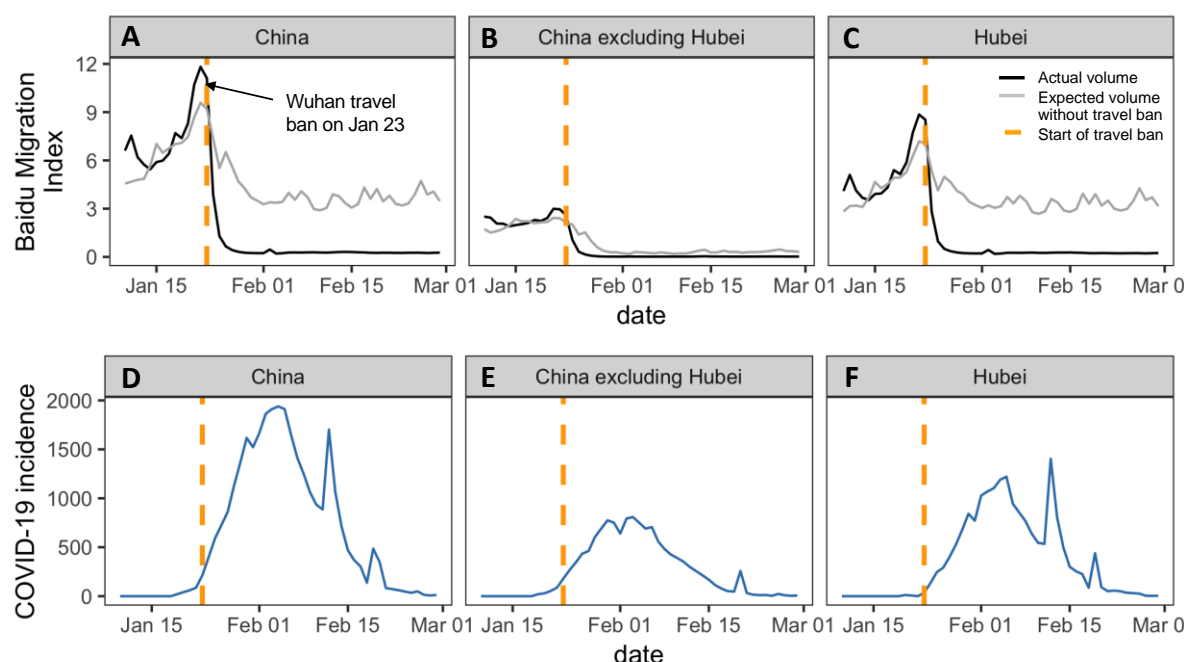 A China
B China excluding Hubei
C Hubei
Baidu Migration
Index
12
9
6
3
0
Wuhan travel
ban on Jan 23
Actual volume
Expected volume
without travel ban
Start of travel ban
Jan 15 Feb 01 Feb 15 Mar 01
Jan 15 Feb 01 Feb 15 Mar 01
Jan 15 Feb 01 Feb 15 Mar 0
date
D China
E China excluding Hubei
F Hubei
COVID-19 incidence
2000
1500
1000
500
0
Jan 15 Feb 01 Feb 15 Mar 01
Jan 15 Feb 01 Feb 15 Mar 01
Jan 15 Feb 01 Feb 15 Mar 0
date